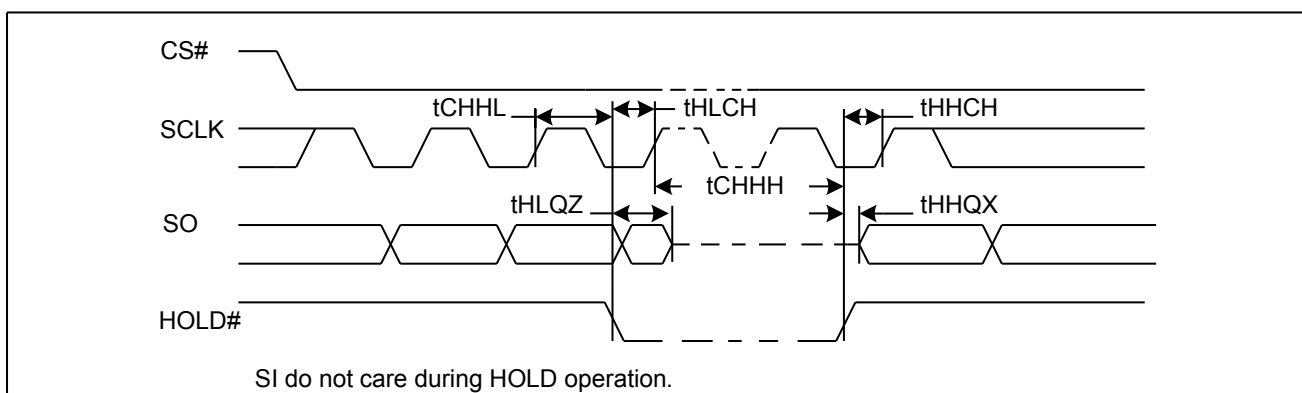 CS#
tCHHL
tHLCH
tHHCH
SCLK
tCHHH
tHLQZ
tHHQX
SO
HOLD#
SI do not care during HOLD operation.